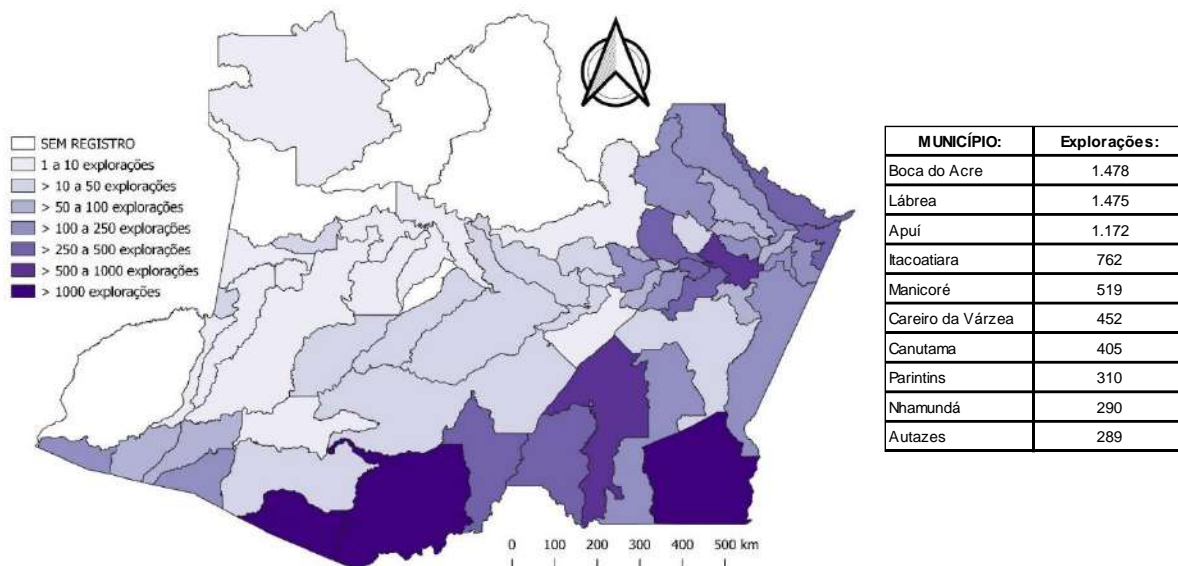 SEM REGISTRO
1 a 10 explorações
> 10 a 50 explorações
> 50 a 100 explorações
> 100 a 250 explorações
> 250 a 500 explorações
> 500 a 1000 explorações
> 1000 explorações
0 100 200 300 400 500 km
MUNICÍPIO: Explorações:
Boca do Acre 1.478
Lábrea 1.475
Apuí 1.172
Itacoatiara 762
Manicoré 519
Careiro da Várzea 452
Canutama 405
Parintins 310
Nhamundá 290
Autazes 289